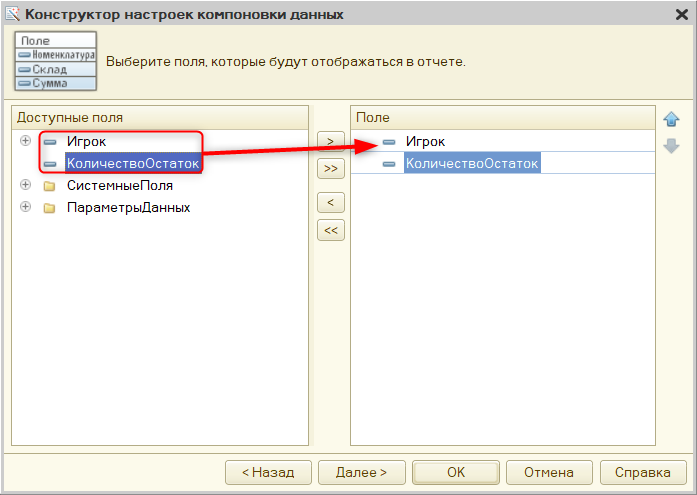 Конструктор настроек компоновки данных
Поле
Номенклатура
Склад
Сумма
Выберите поля, которые будут отображаться в отчете.
Доступные поля
Игрок
КоличествоОстаток
СистемныеПоля
ПараметрыДанных
>
>>
<
<<
Поле
Игрок
КоличествоОстаток
< Назад
Далее >
OK
Отмена
Справка